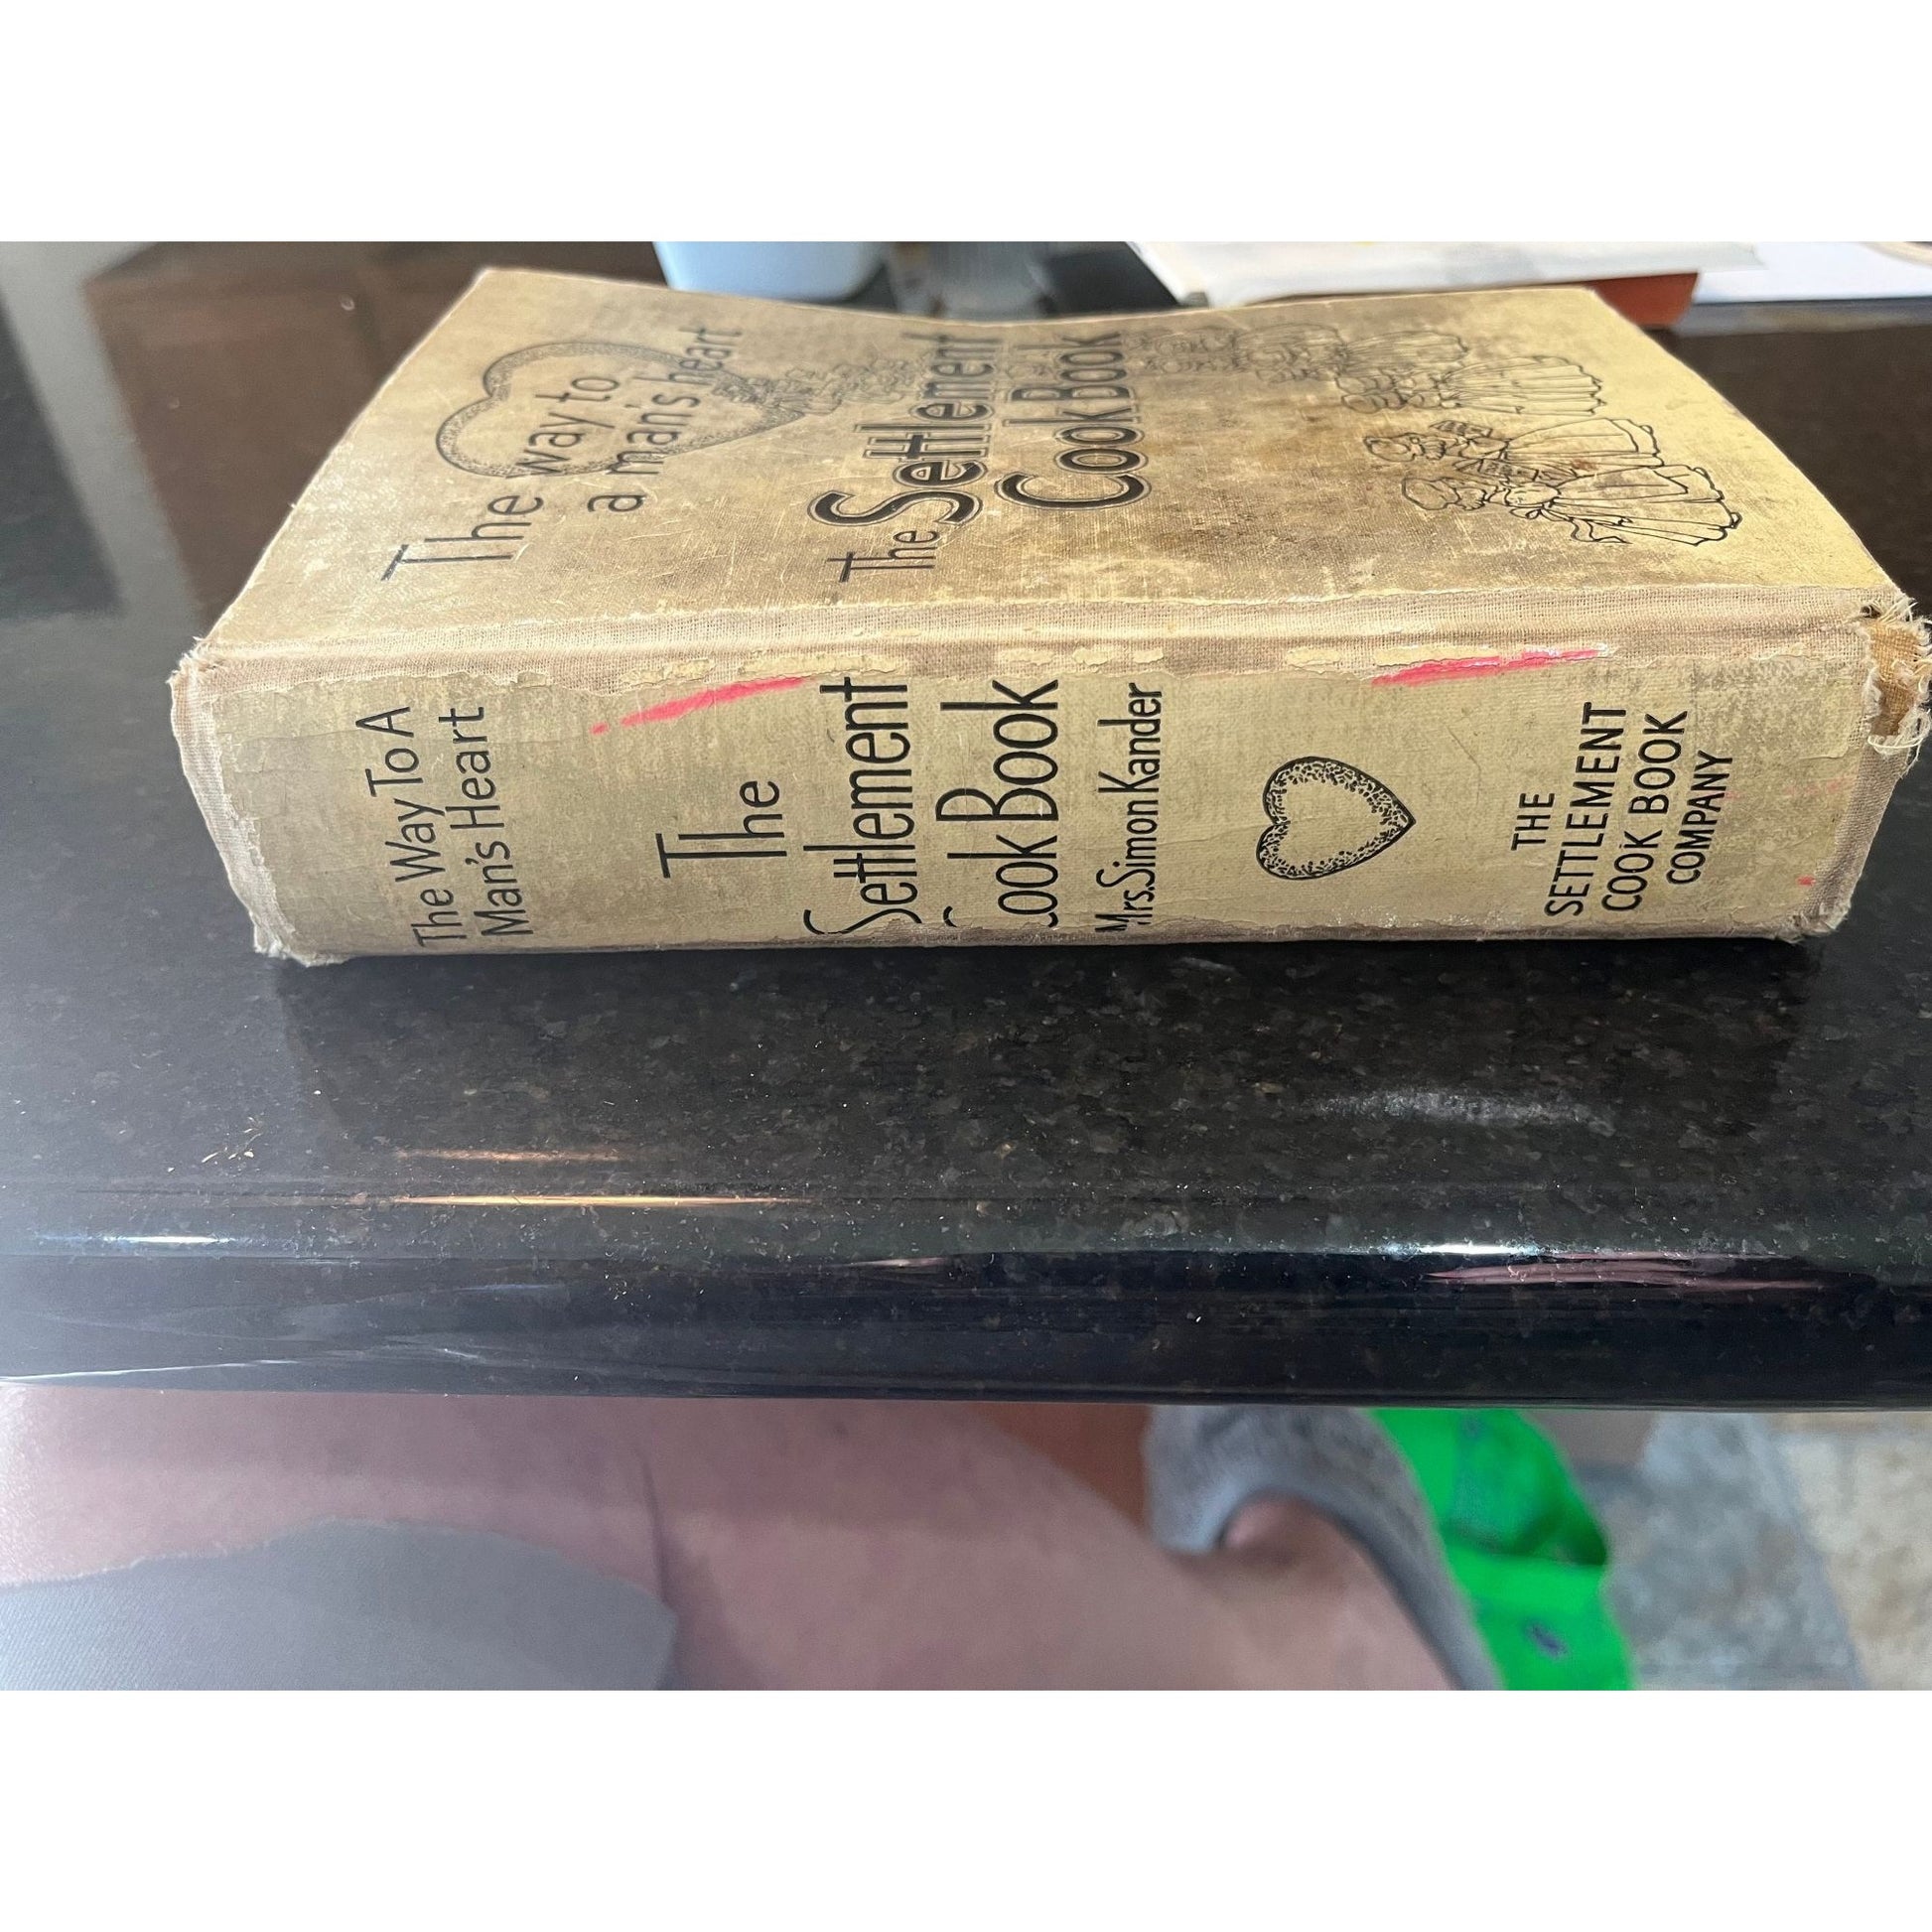 The way to
a man's heart
The Settlement
Cook Book
The Way To A
Man's Heart
The
Settlement
Cook Book
Mrs. Simon Kander
THE
SETTLEMENT
COOK BOOK
COMPANY